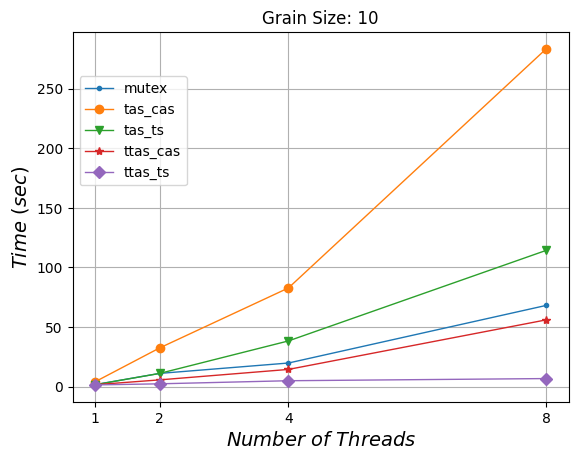 Grain Size: 10
mutex
tas_cas
tas_ts
ttas_cas
ttas_ts
Time (sec)
250
200
150
100
50
0
1 2 4 8
Number of Threads